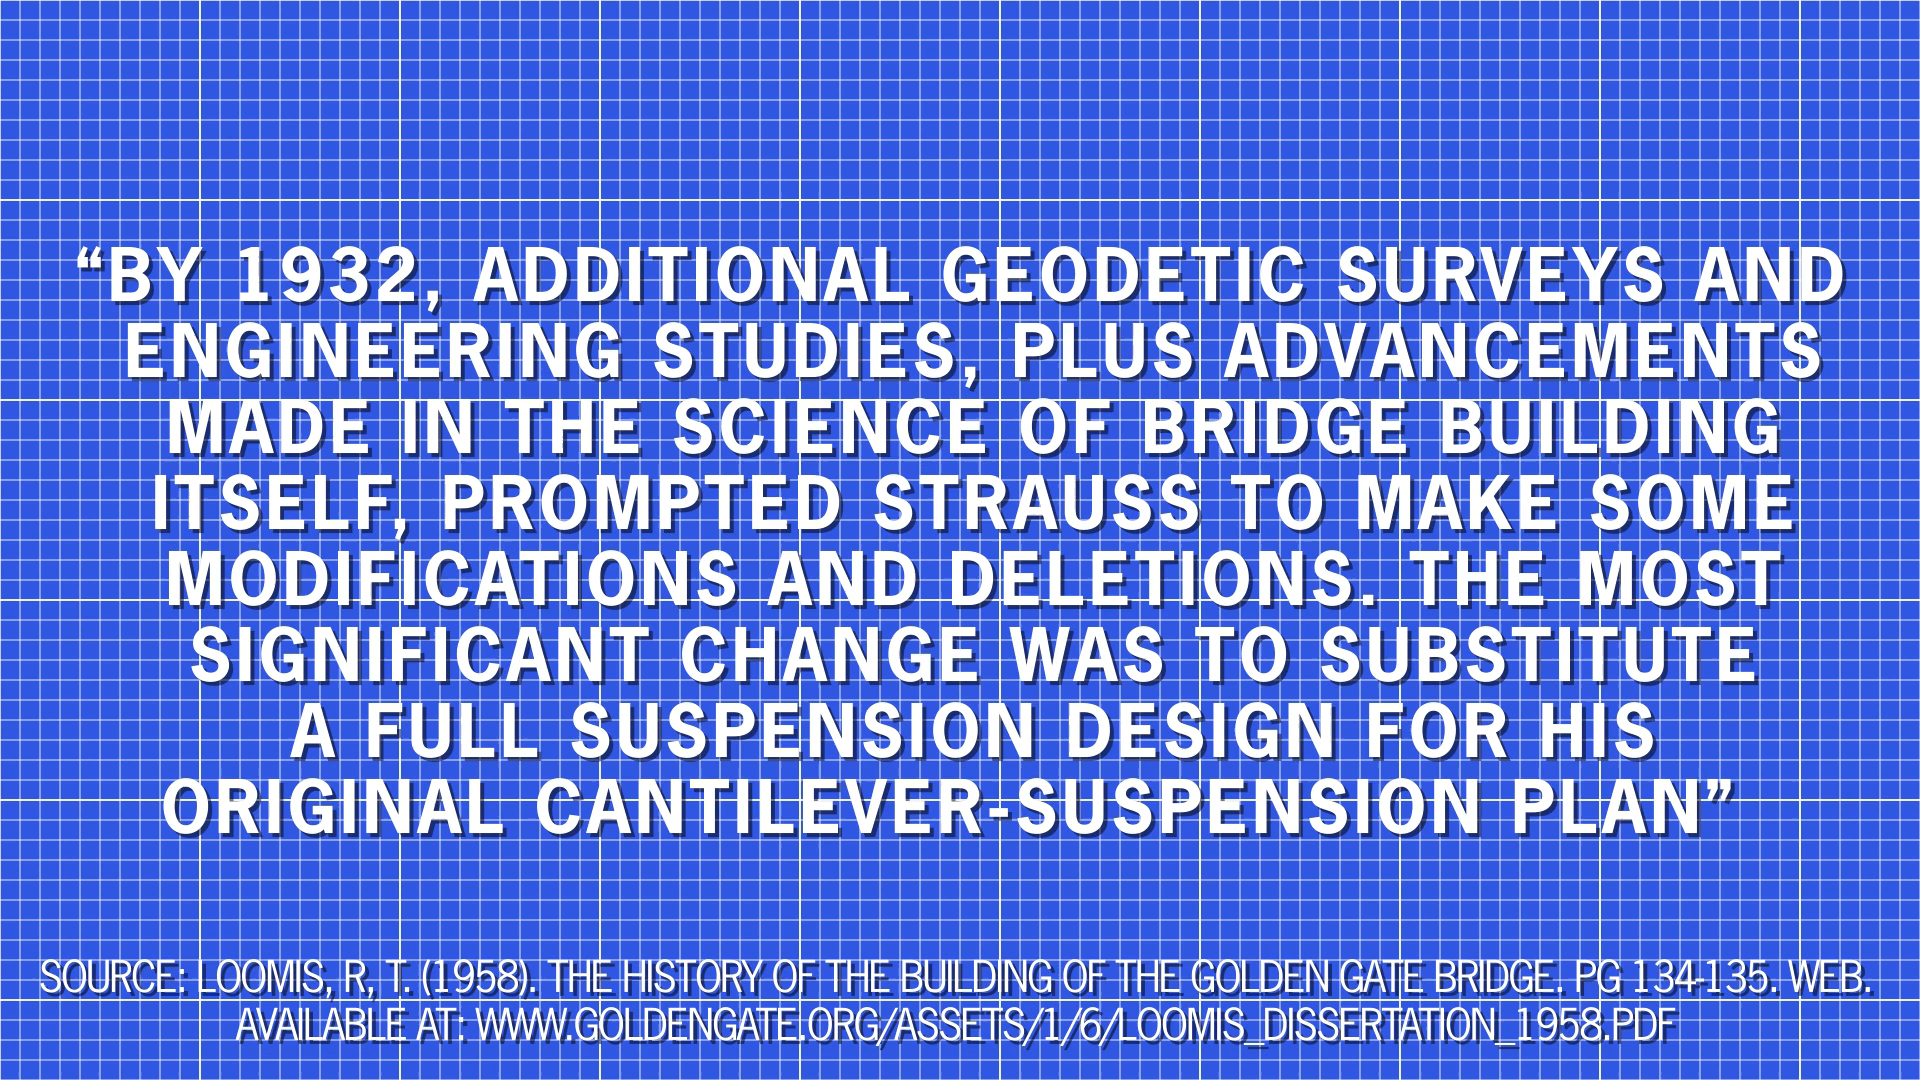 “BY 1932, ADDITIONAL GEODETIC SURVEYS AND
ENGINEERING STUDIES, PLUS ADVANCEMENTS
MADE IN THE SCIENCE OF BRIDGE BUILDING
ITSELF, PROMPTED STRAUSS TO MAKE SOME
MODIFICATIONS AND DELETIONS. THE MOST
SIGNIFICANT CHANGE WAS TO SUBSTITUTE
A FULL SUSPENSION DESIGN FOR HIS
ORIGINAL CANTILEVER-SUSPENSION PLAN”
SOURCE: LOOMIS, R, T. (1958). THE HISTORY OF THE BUILDING OF THE GOLDEN GATE BRIDGE. PG 134-135. WEB.
AVAILABLE AT: WWW.GOLDENGATE.ORG/ASSETS/1/6/LOOMIS_DISSERTATION_1958.PDF